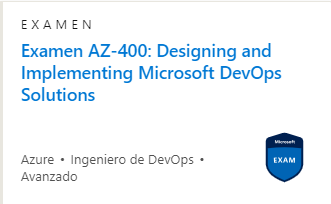 EXAMEN
Examen AZ-400: Designing and
Implementing Microsoft DevOps
Solutions
Azure • Ingeniero de DevOps •
Avanzado
Microsoft
EXAM